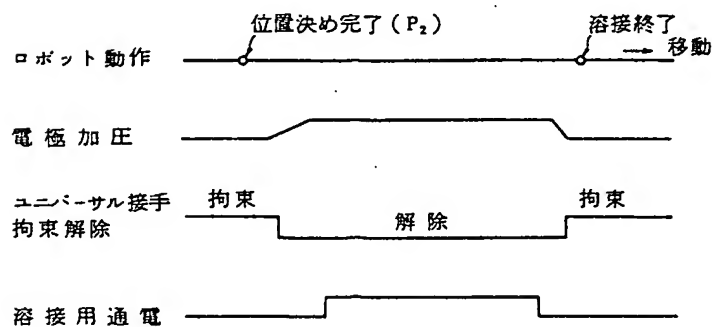 位置決め完了(P₂)
溶接終了
ロボット動作
移動
電極加圧
ユニバーサル接手
拘束
拘束
拘束解除
解除
溶接用通電